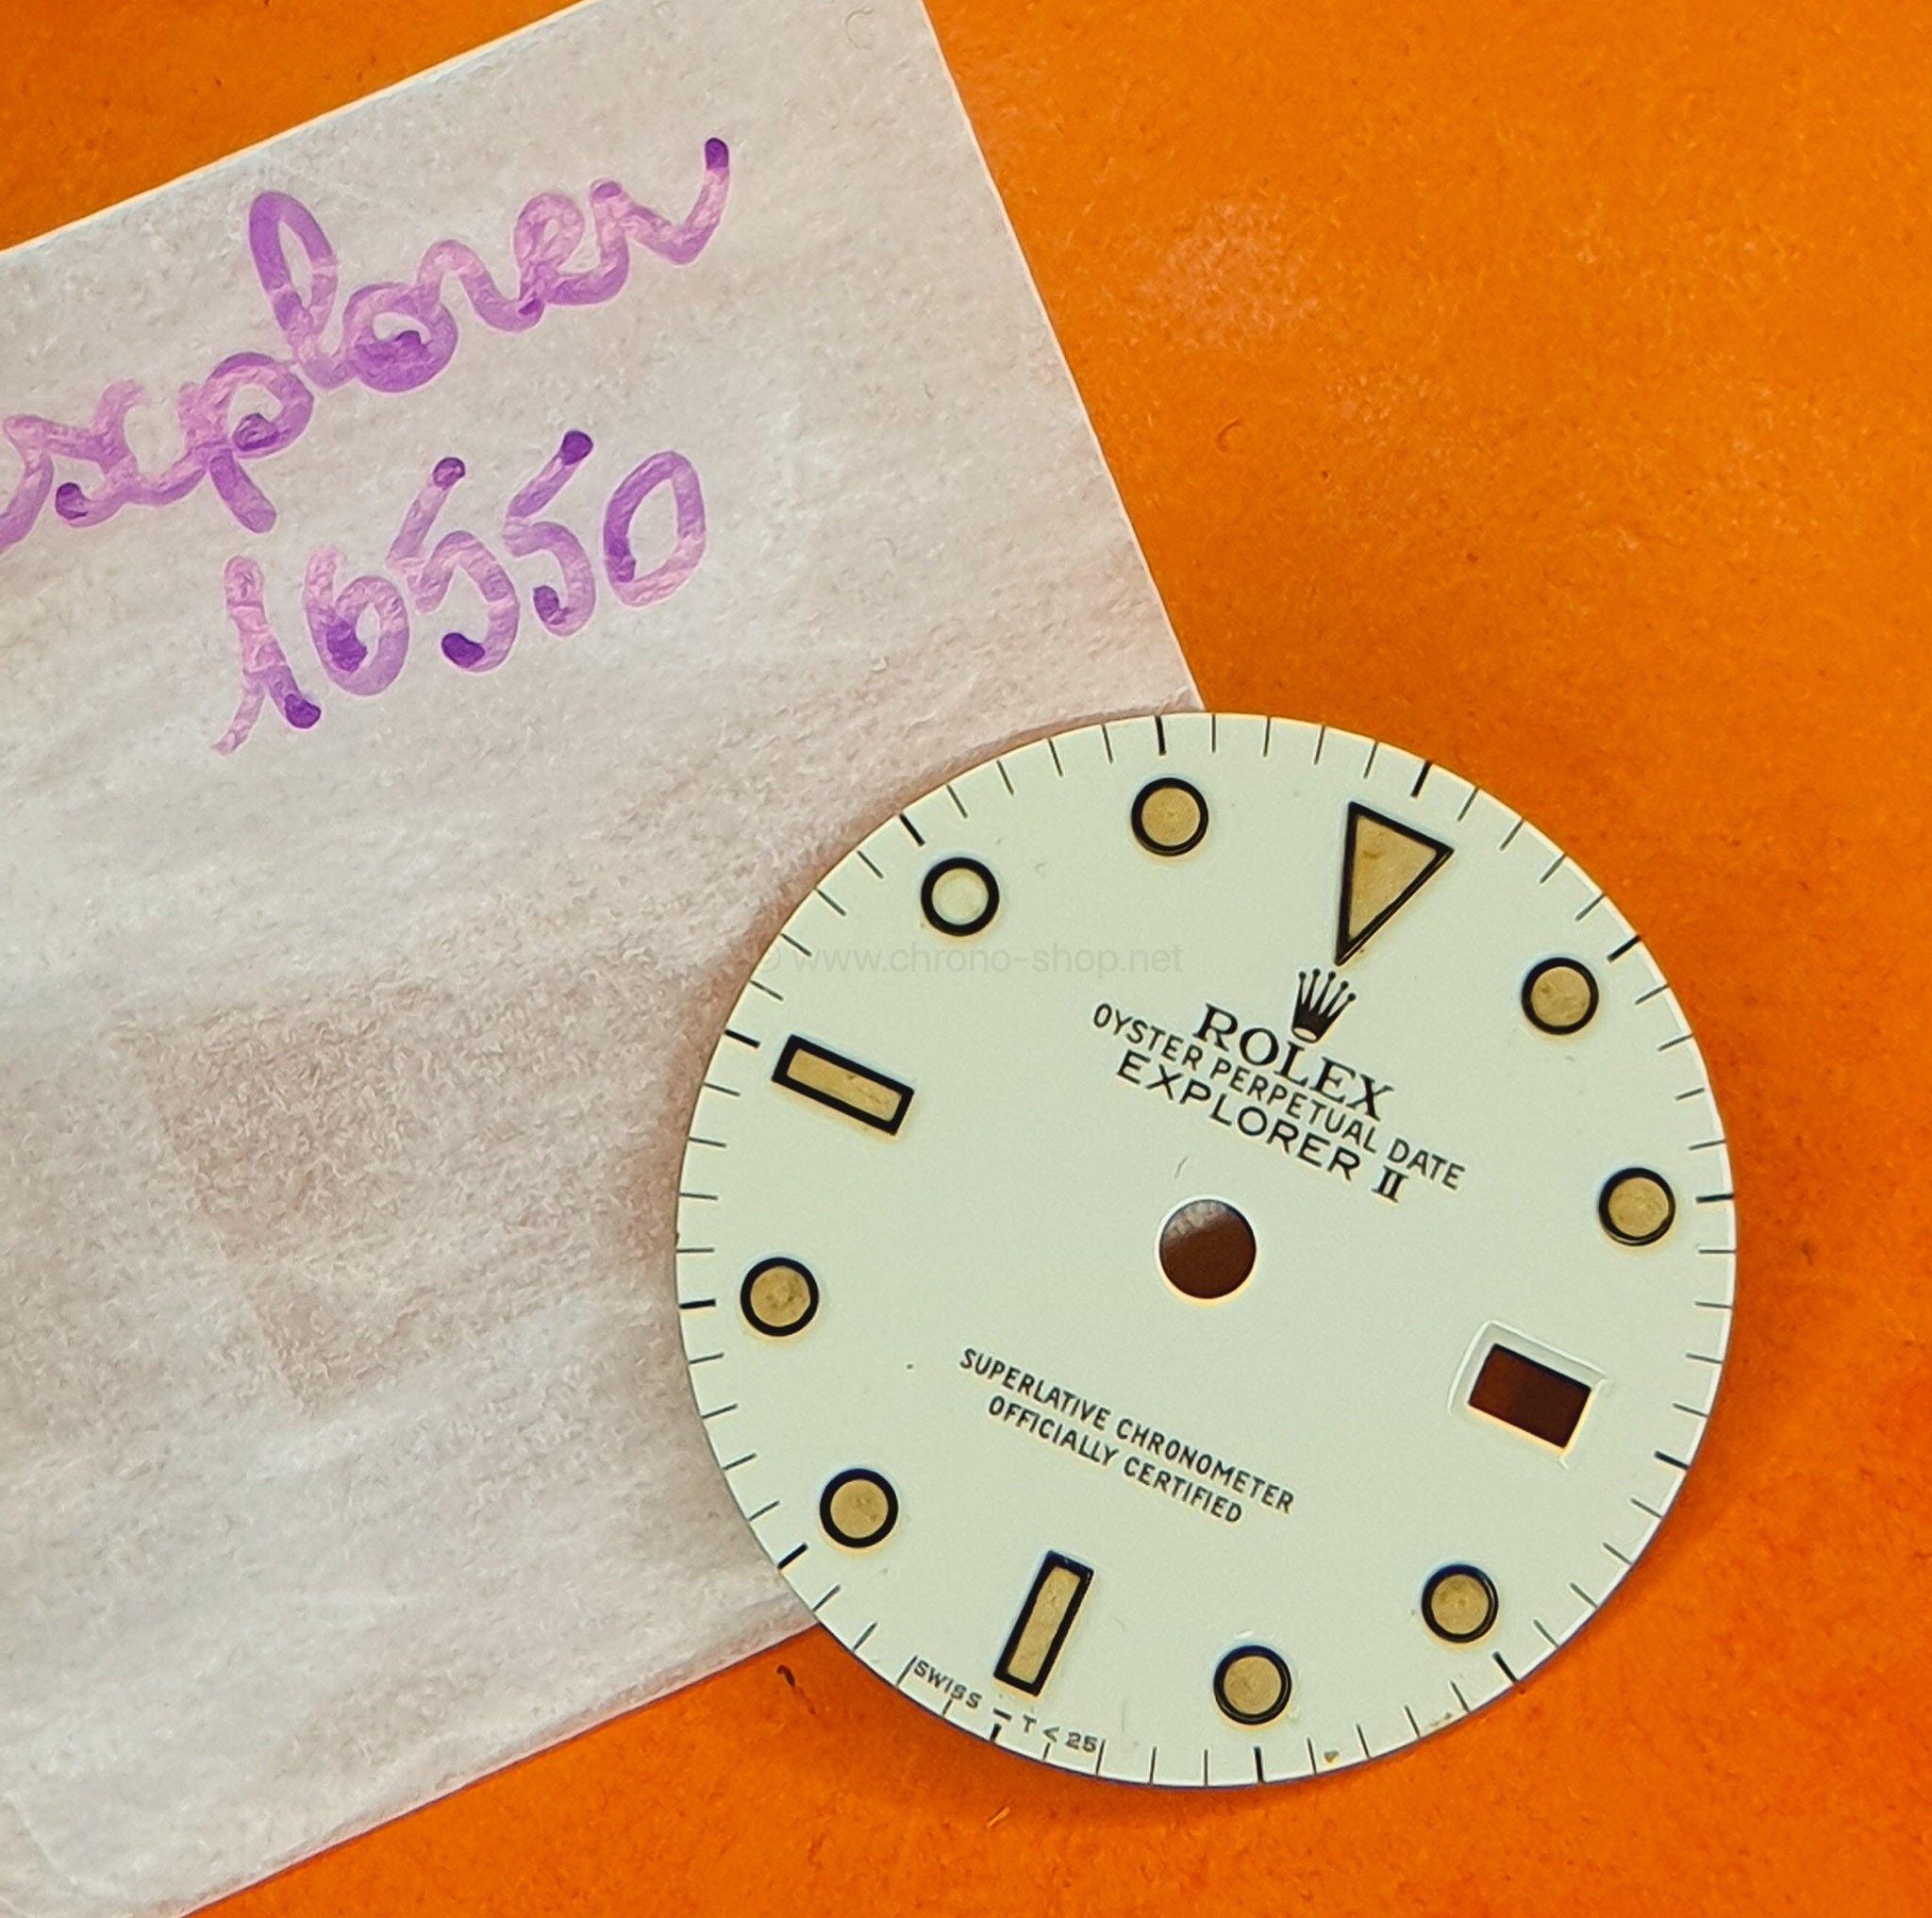 explorer
16550
© www.chrono-shop.net
ROLEX
OYSTER PERPETUAL DATE
EXPLORER II
SUPERLATIVE CHRONOMETER
OFFICIALLY CERTIFIED
SWISS – T < 25